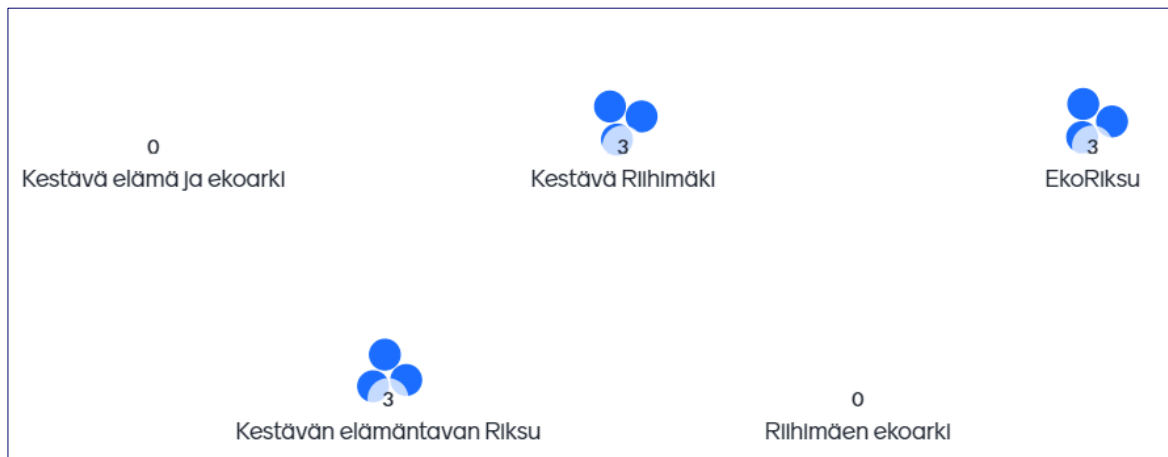 0
Kestävä elämä ja ekoarki
3
Kestävä Riihimäki
3
EkoRiksu
3
Kestävän elämäntavan Riksu
0
Riihimäen ekoarki